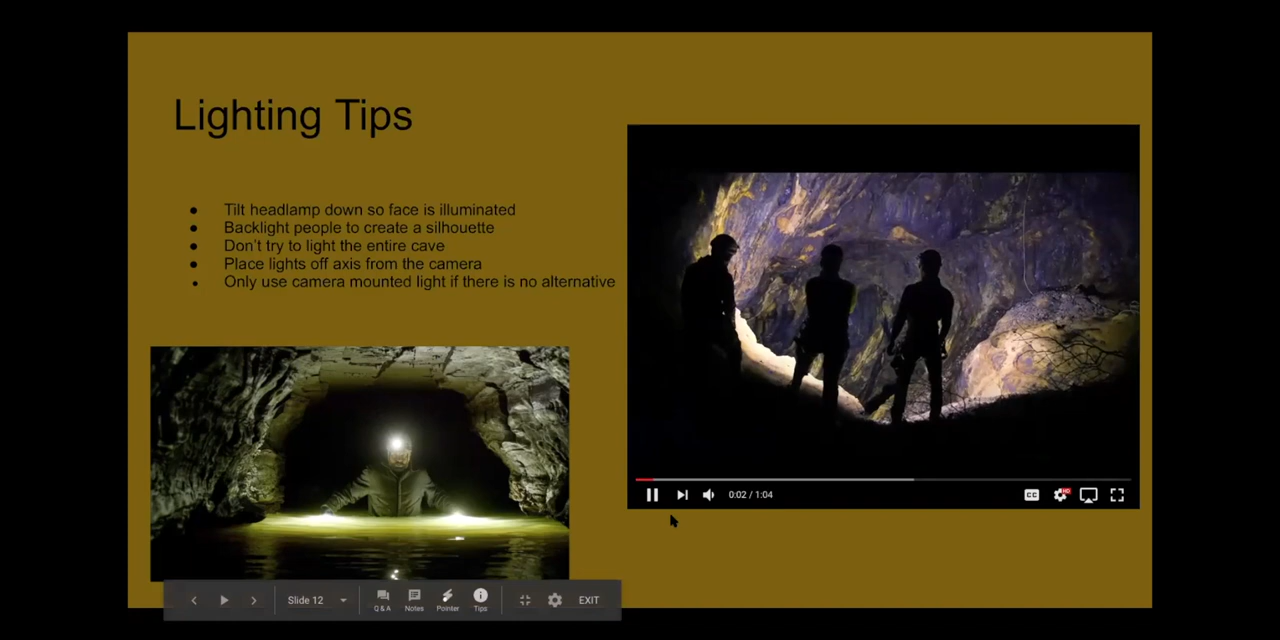 Lighting Tips
● Tilt headlamp down so face is illuminated
● Backlight people to create a silhouette
● Don't try to light the entire cave
● Place lights off axis from the camera
● Only use camera mounted light if there is no alternative
0:02 / 1:04
CC
HD
Slide 12
Q & A
Notes
Pointer
Tips
EXIT